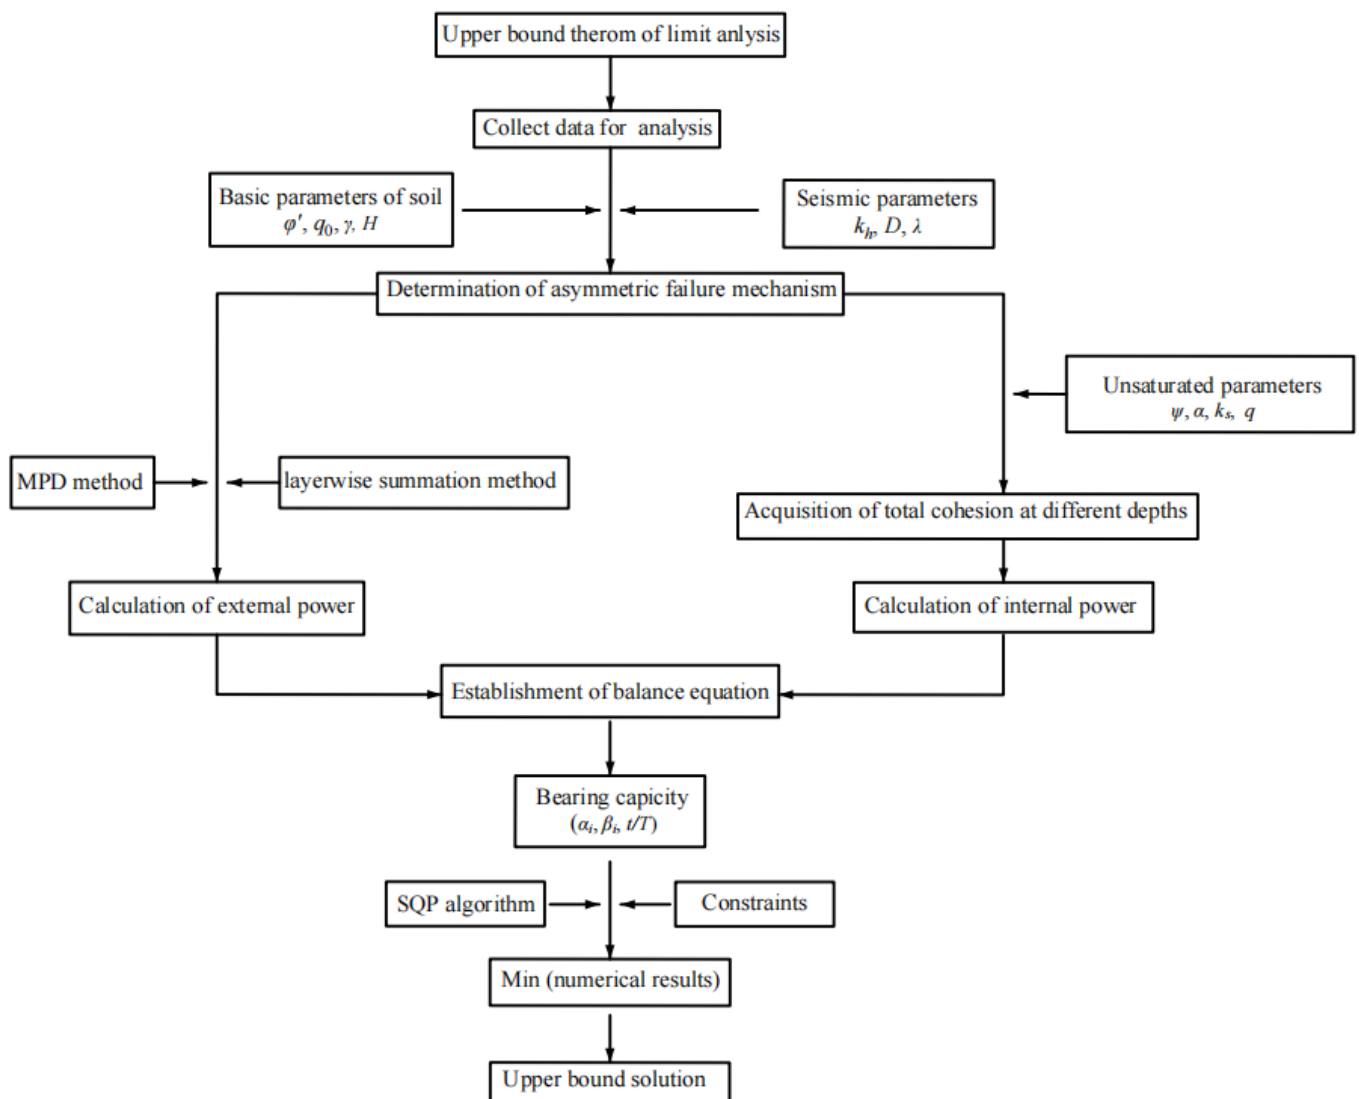 Upper bound therom of limit anlysis
Collect data for analysis
Basic parameters of soil
φ', q₀, γ, H
Seismic parameters
kₕ, D, λ
Determination of asymmetric failure mechanism
Unsaturated parameters
ψ, α, kₛ, q
MPD method
layerwise summation method
Acquisition of total cohesion at different depths
Calculation of external power
Calculation of internal power
Establishment of balance equation
Bearing capicity
(αᵢ, βᵢ, t/T)
SQP algorithm
Constraints
Min (numerical results)
Upper bound solution